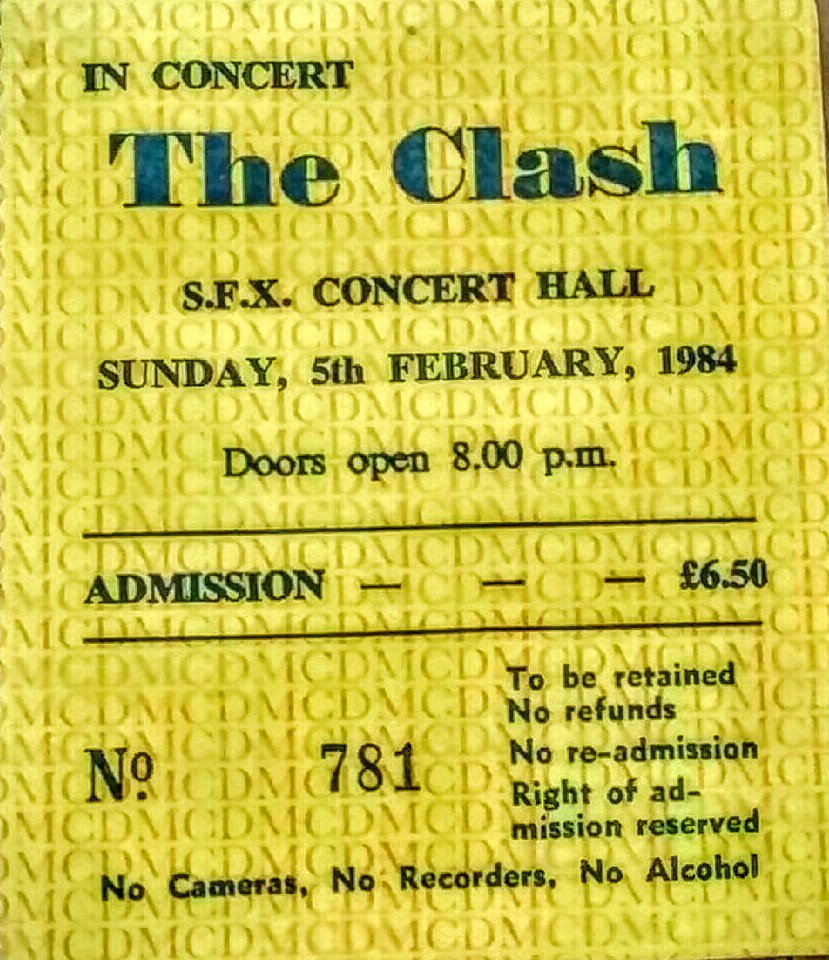 IN CONCERT
The Clash
S.F.X. CONCERT HALL
SUNDAY, 5th FEBRUARY, 1984
Doors open 8.00 p.m.
ADMISSION — — — £6.50
To be retained
No refunds
No re-admission
Right of ad-
mission reserved
Nº. 781
No Cameras, No Recorders, No Alcohol